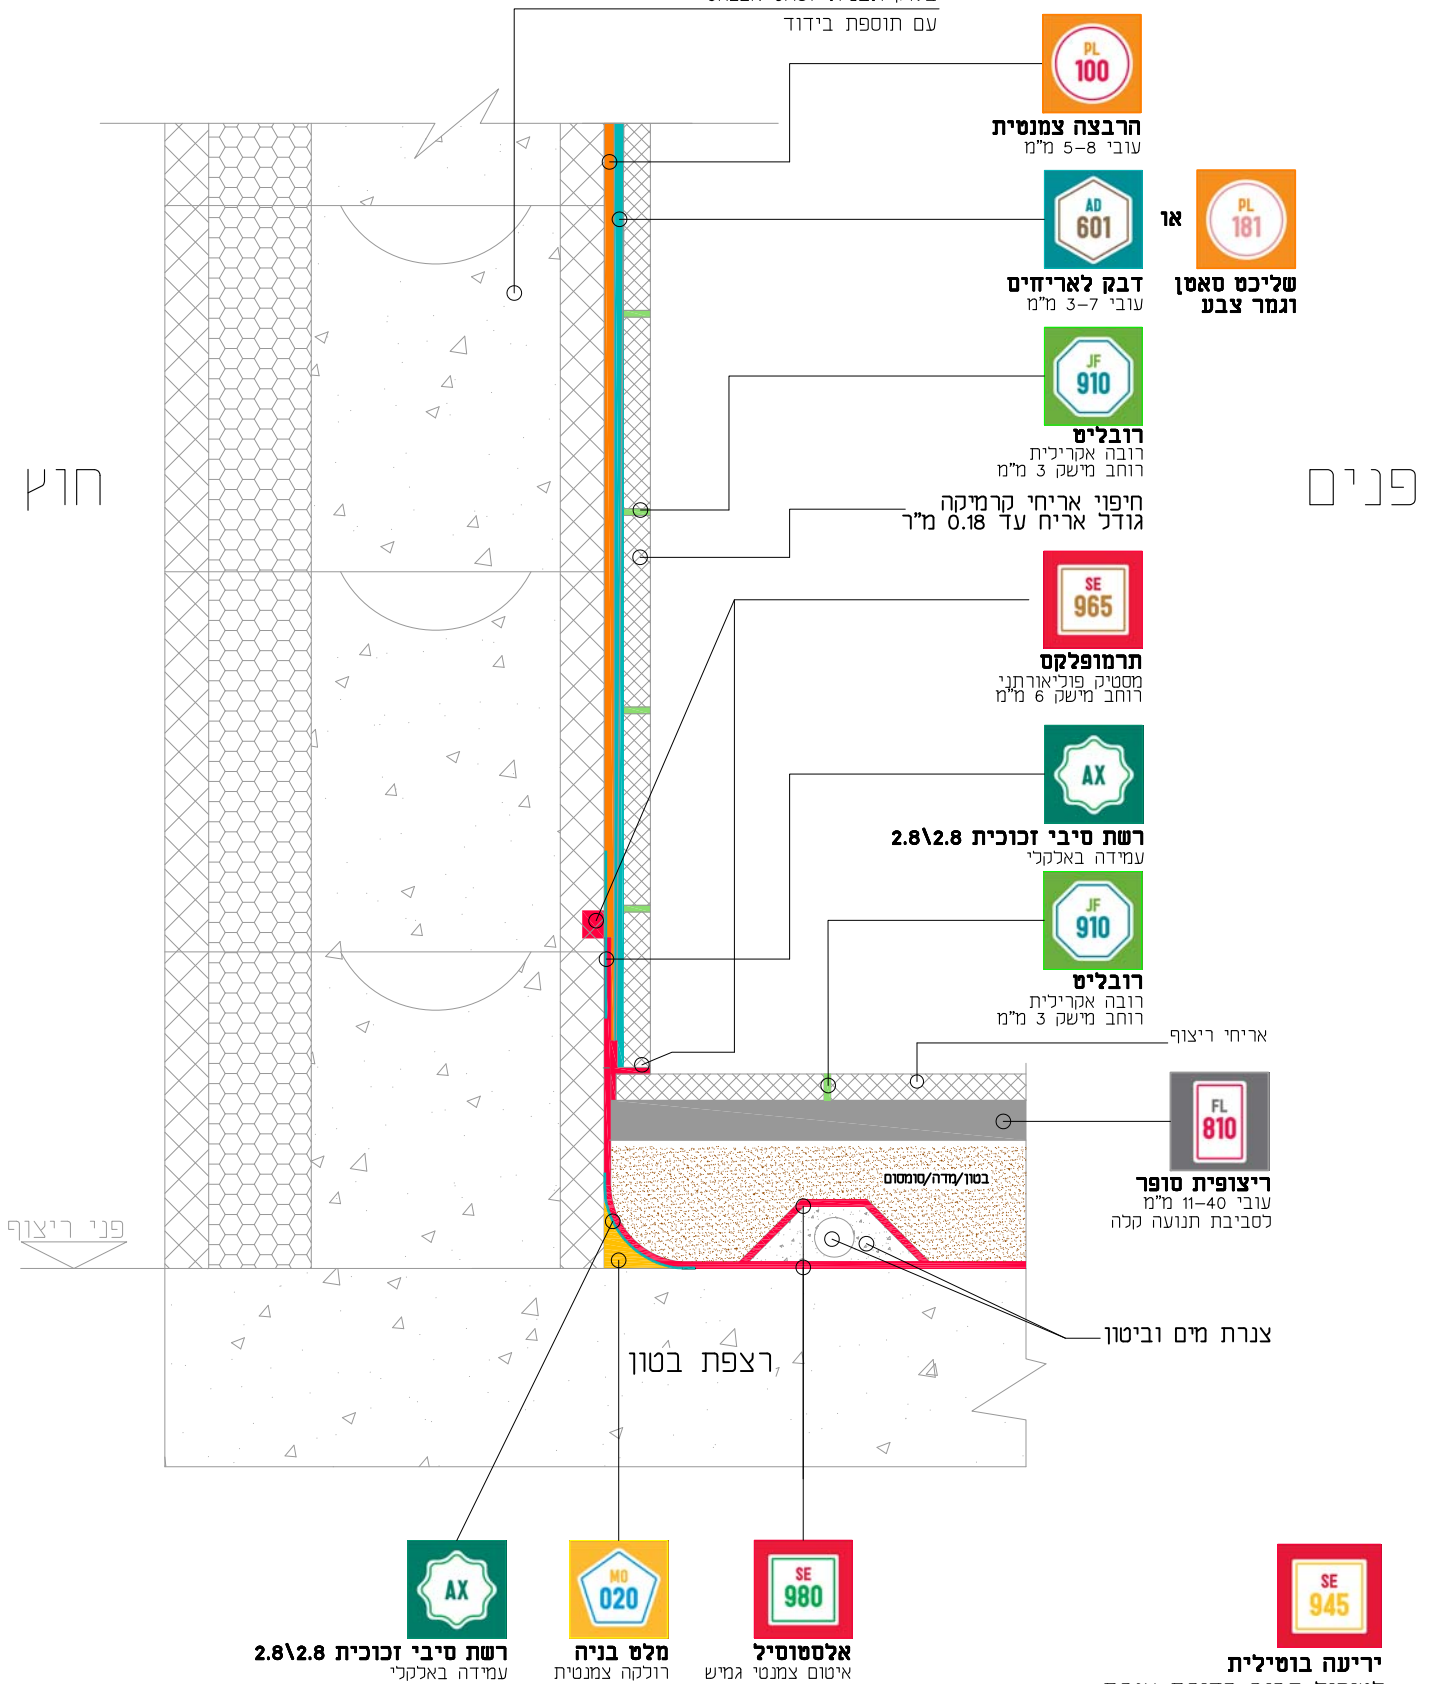 עם תוספת בידוד
PL
100
הרבצה צמנטית
עובי 5-8 מ"מ
AD
601
דבק לאריחים
עובי 3-7 מ"מ
או
PL
181
שליכט סאטן
וגמר צבע
JF
910
רובליט
רובה אקרילית
רוחב מישק 3 מ"מ
חוץ
פנים
חיפוי אריחי קרמיקה
גודל אריח עד 0.18 מ"ר
SE
965
תרמופלקס
מסטיק פוליאורתני
רוחב מישק 6 מ"מ
AX
רשת סיבי זכוכית 2.8\2.8
עמידה באלקלי
JF
910
רובליט
רובה אקרילית
רוחב מישק 3 מ"מ
אריחי ריצוף
FL
810
ריצופית סופר
עובי 11-40 מ"מ
לסביבת תנועה קלה
בטון/מדה/סומסום
פני ריצוף
צנרת מים וביטון
רצפת בטון
AX
רשת סיבי זכוכית 2.8\2.8
עמידה באלקלי
MO
020
מלט בניה
רולקה צמנטית
SE
980
אלסטוסיל
איטום צמנטי גמיש
SE
945
יריעה בוטילית